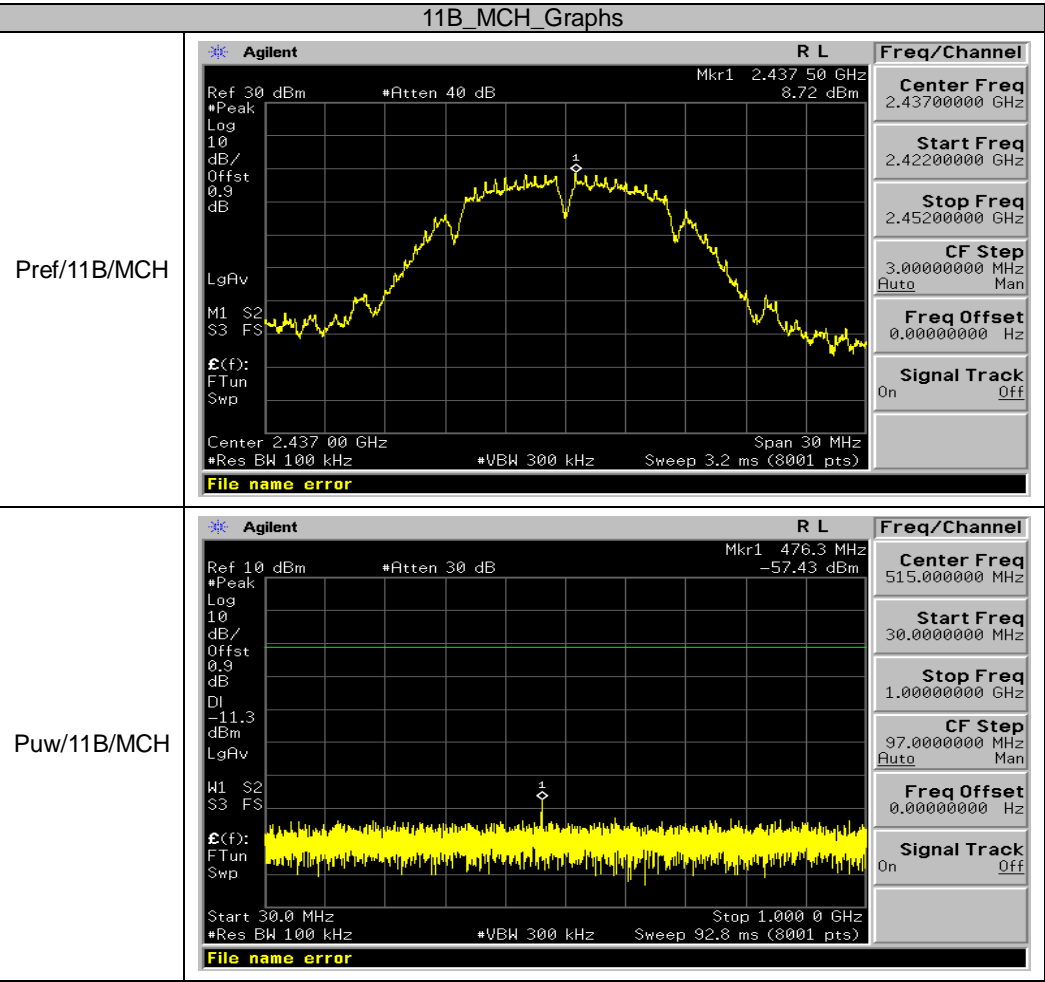 11B_MCH_Graphs
Pref/11B/MCH
Agilent
R L
Mkr1 2.437 50 GHz
Ref 30 dBm #Atten 40 dB 8.72 dBm
#Peak
Log
10
dB/
Offst
0.9
dB
1
LgAv
M1 S2
S3 FS
£(f):
FTun
Swp
Center 2.437 00 GHz Span 30 MHz
#Res BW 100 kHz #VBW 300 kHz Sweep 3.2 ms (8001 pts)
File name error
Freq/Channel
Center Freq
2.43700000 GHz
Start Freq
2.42200000 GHz
Stop Freq
2.45200000 GHz
CF Step
3.00000000 MHz
Auto Man
Freq Offset
0.00000000 Hz
Signal Track
On Off
Puw/11B/MCH
Agilent
R L
Mkr1 476.3 MHz
Ref 10 dBm #Atten 30 dB -57.43 dBm
#Peak
Log
10
dB/
Offst
0.9
dB
DI
-11.3
dBm
LgAv
1
W1 S2
S3 FS
£(f):
FTun
Swp
Start 30.0 MHz Stop 1.000 0 GHz
#Res BW 100 kHz #VBW 300 kHz Sweep 92.8 ms (8001 pts)
File name error
Freq/Channel
Center Freq
515.000000 MHz
Start Freq
30.0000000 MHz
Stop Freq
1.00000000 GHz
CF Step
97.0000000 MHz
Auto Man
Freq Offset
0.00000000 Hz
Signal Track
On Off